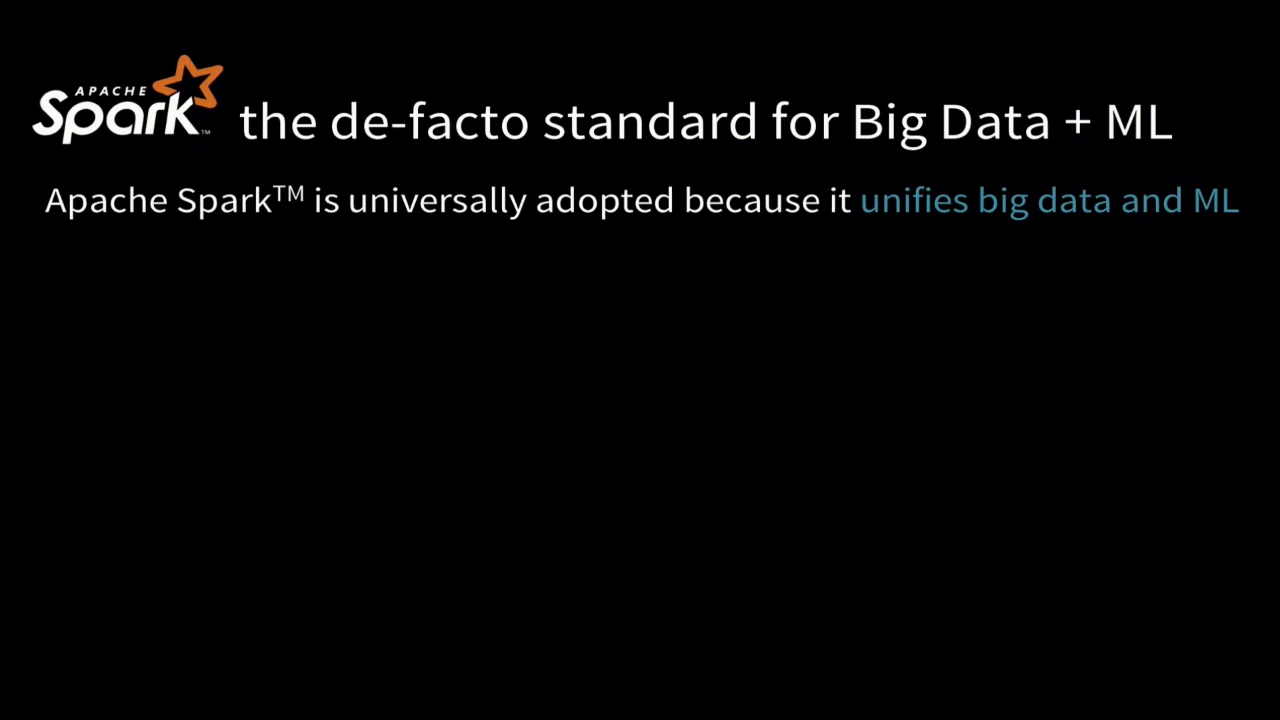 APACHE
Spark™ the de-facto standard for Big Data + ML
Apache Spark™ is universally adopted because it unifies big data and ML